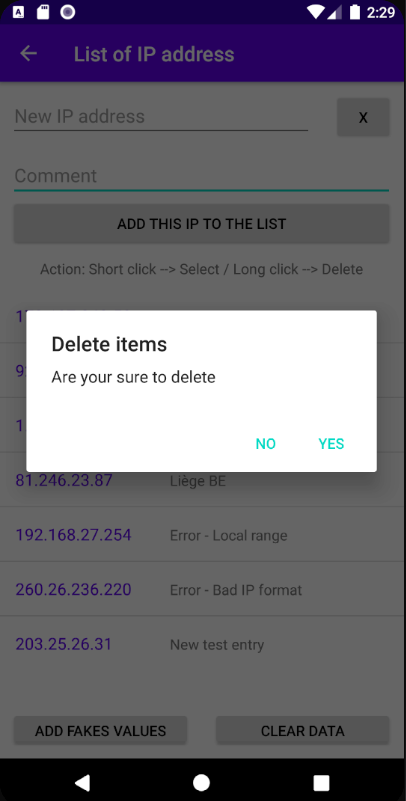 A
2:29
List of IP address
New IP address
X
Comment
ADD THIS IP TO THE LIST
Action: Short click --> Select / Long click --> Delete
Delete items
Are your sure to delete
NO
YES
81.246.23.87 Liège BE
192.168.27.254 Error - Local range
260.26.236.220 Error - Bad IP format
203.25.26.31 New test entry
ADD FAKES VALUES
CLEAR DATA